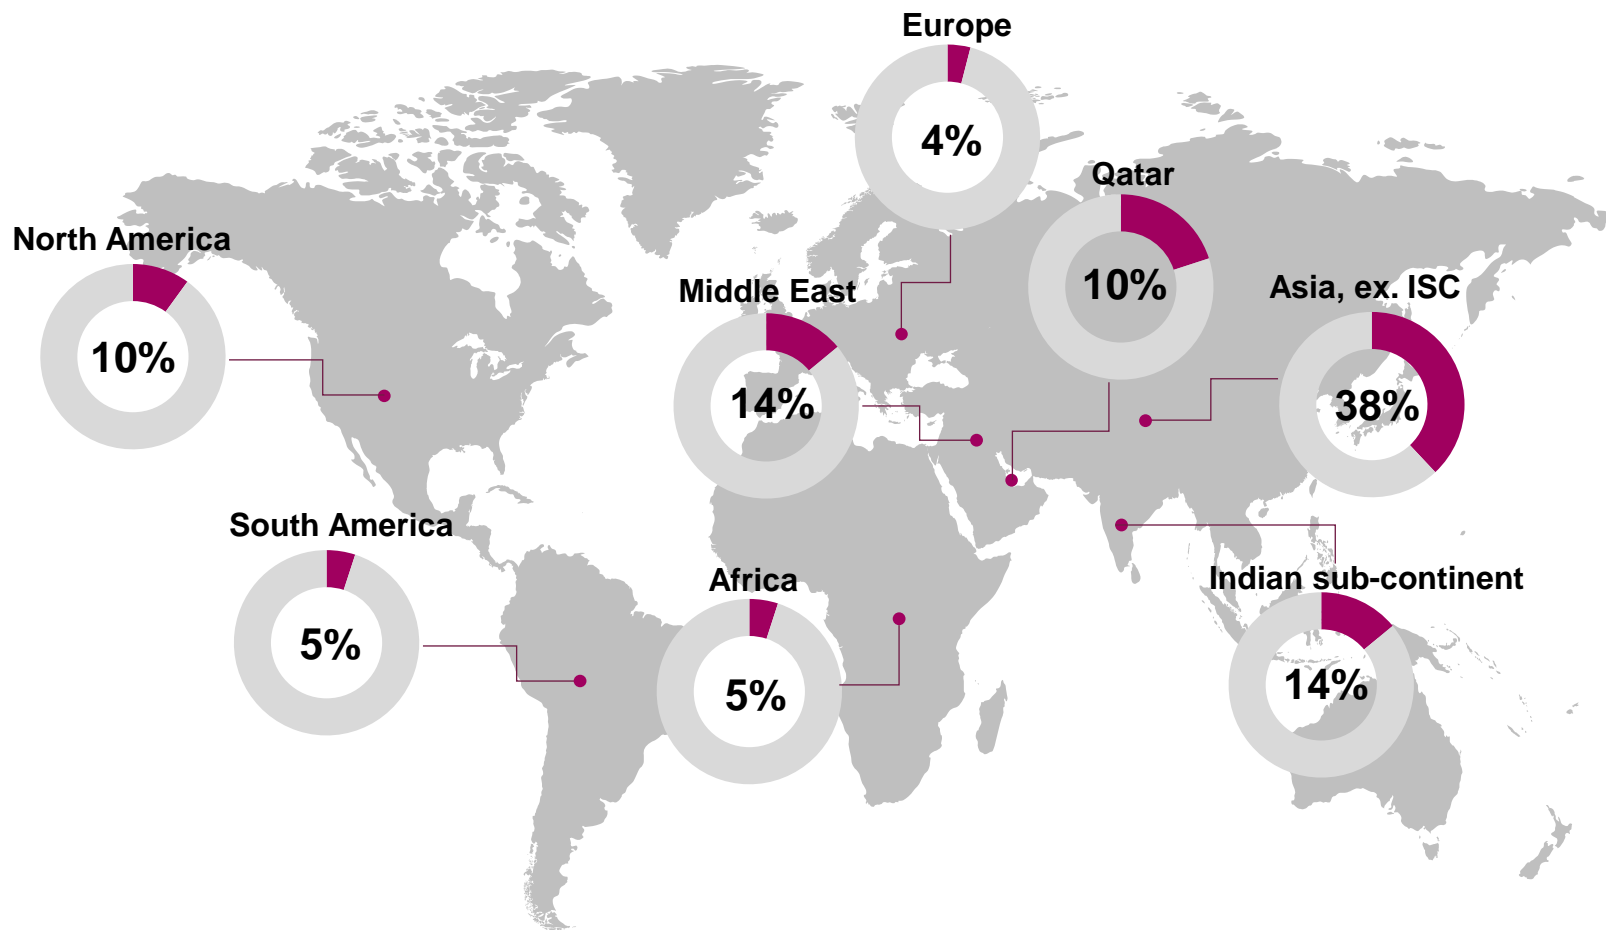 Europe
4%
Qatar
10%
North America
10%
Middle East
14%
Asia, ex. ISC
38%
South America
5%
Africa
5%
Indian sub-continent
14%